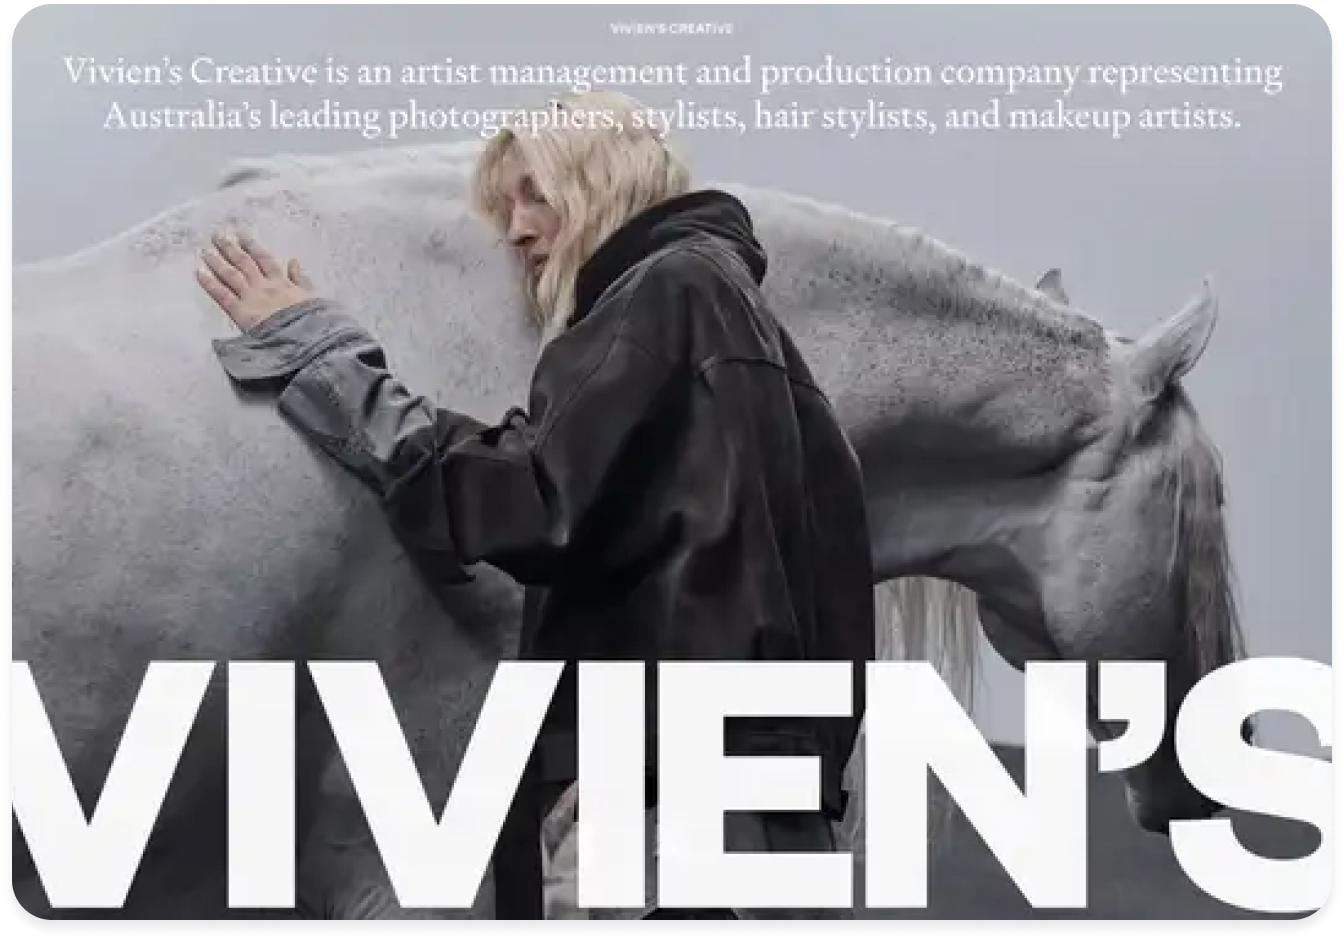 VIVIEN'S CREATIVE
Vivien’s Creative is an artist management and production company representing
Australia’s leading photographers, stylists, hair stylists, and makeup artists.
VIVIEN’S